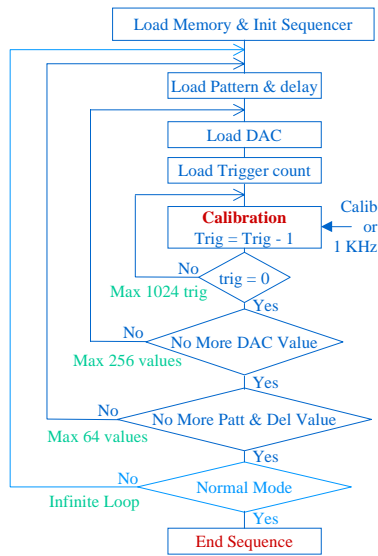 Load Memory & Init Sequencer
Load Pattern & delay
Load DAC
Load Trigger count
Calibration
Trig = Trig - 1
Calib
or
1 KHz
No
trig = 0
Max 1024 trig
Yes
No
No More DAC Value
Max 256 values
Yes
No
No More Patt & Del Value
Max 64 values
Yes
No
Normal Mode
Infinite Loop
Yes
End Sequence